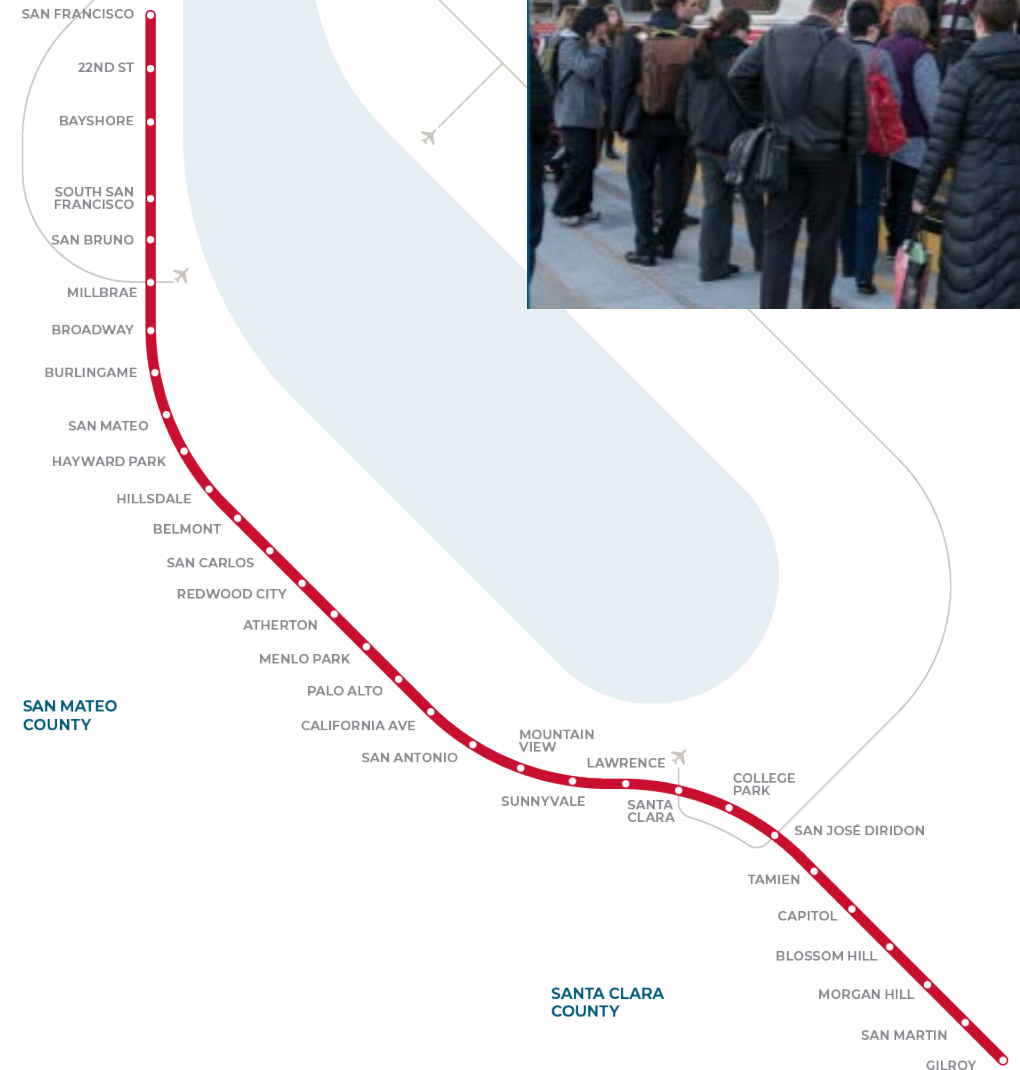 SAN FRANCISCO
22ND ST
BAYSHORE
SOUTH SAN
FRANCISCO
SAN BRUNO
MILLBRAE
BROADWAY
BURLINGAME
SAN MATEO
HAYWARD PARK
HILLSDALE
BELMONT
SAN CARLOS
REDWOOD CITY
ATHERTON
MENLO PARK
PALO ALTO
SAN MATEO
COUNTY
CALIFORNIA AVE
SAN ANTONIO
MOUNTAIN
VIEW
SUNNYVALE
LAWRENCE
SANTA
CLARA
COLLEGE
PARK
SAN JOSÉ DIRIDON
TAMIEN
CAPITOL
BLOSSOM HILL
SANTA CLARA
COUNTY
MORGAN HILL
SAN MARTIN
GILROY